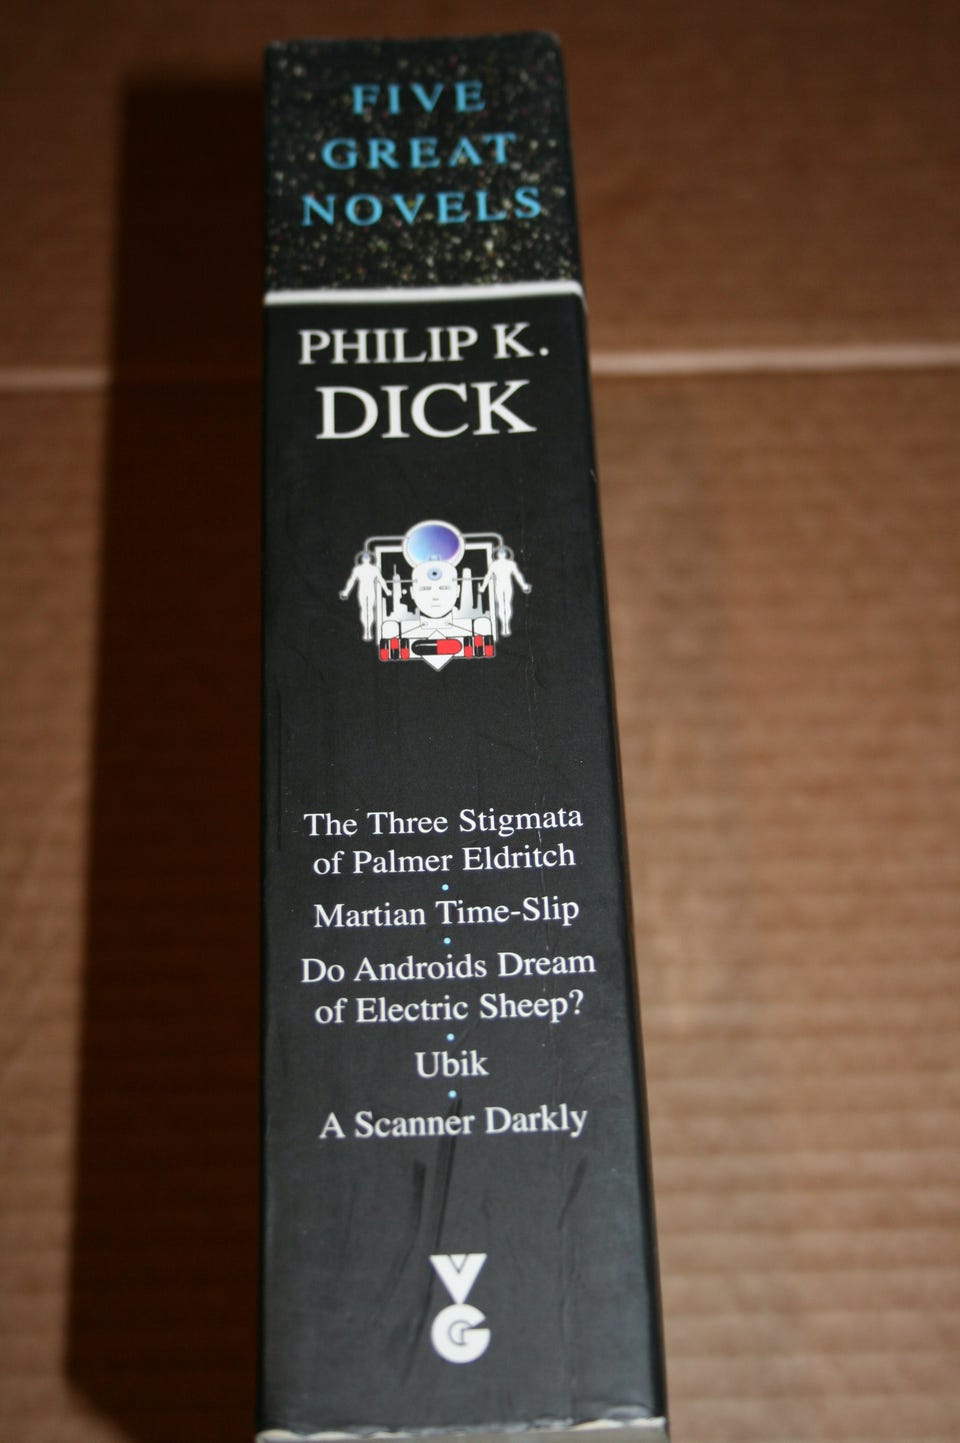 FIVE
GREAT
NOVELS
PHILIP K.
DICK
The Three Stigmata
of Palmer Eldritch
Martian Time-Slip
Do Androids Dream
of Electric Sheep?
Ubik
A Scanner Darkly
VG